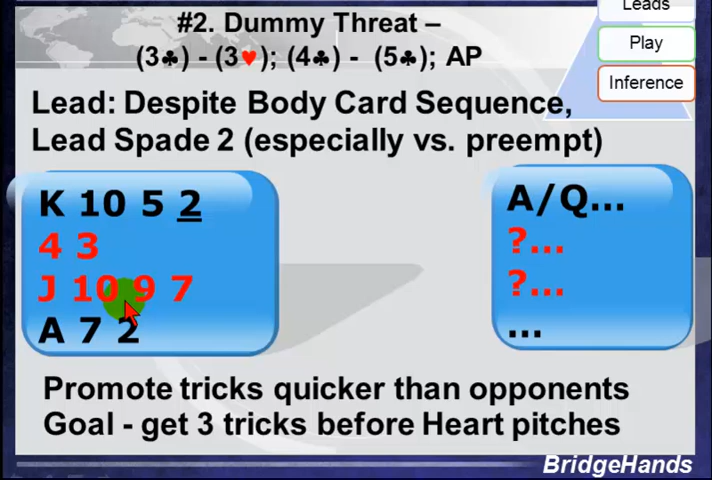 #2. Dummy Threat –
(3♣) - (3♥); (4♣) - (5♣); AP
Leads
Play
Inference
Lead: Despite Body Card Sequence,
Lead Spade 2 (especially vs. preempt)
K 10 5 2
4 3
J 10 9 7
A 7 2
A/Q...
?...
?...
...
Promote tricks quicker than opponents
Goal - get 3 tricks before Heart pitches
BridgeHands